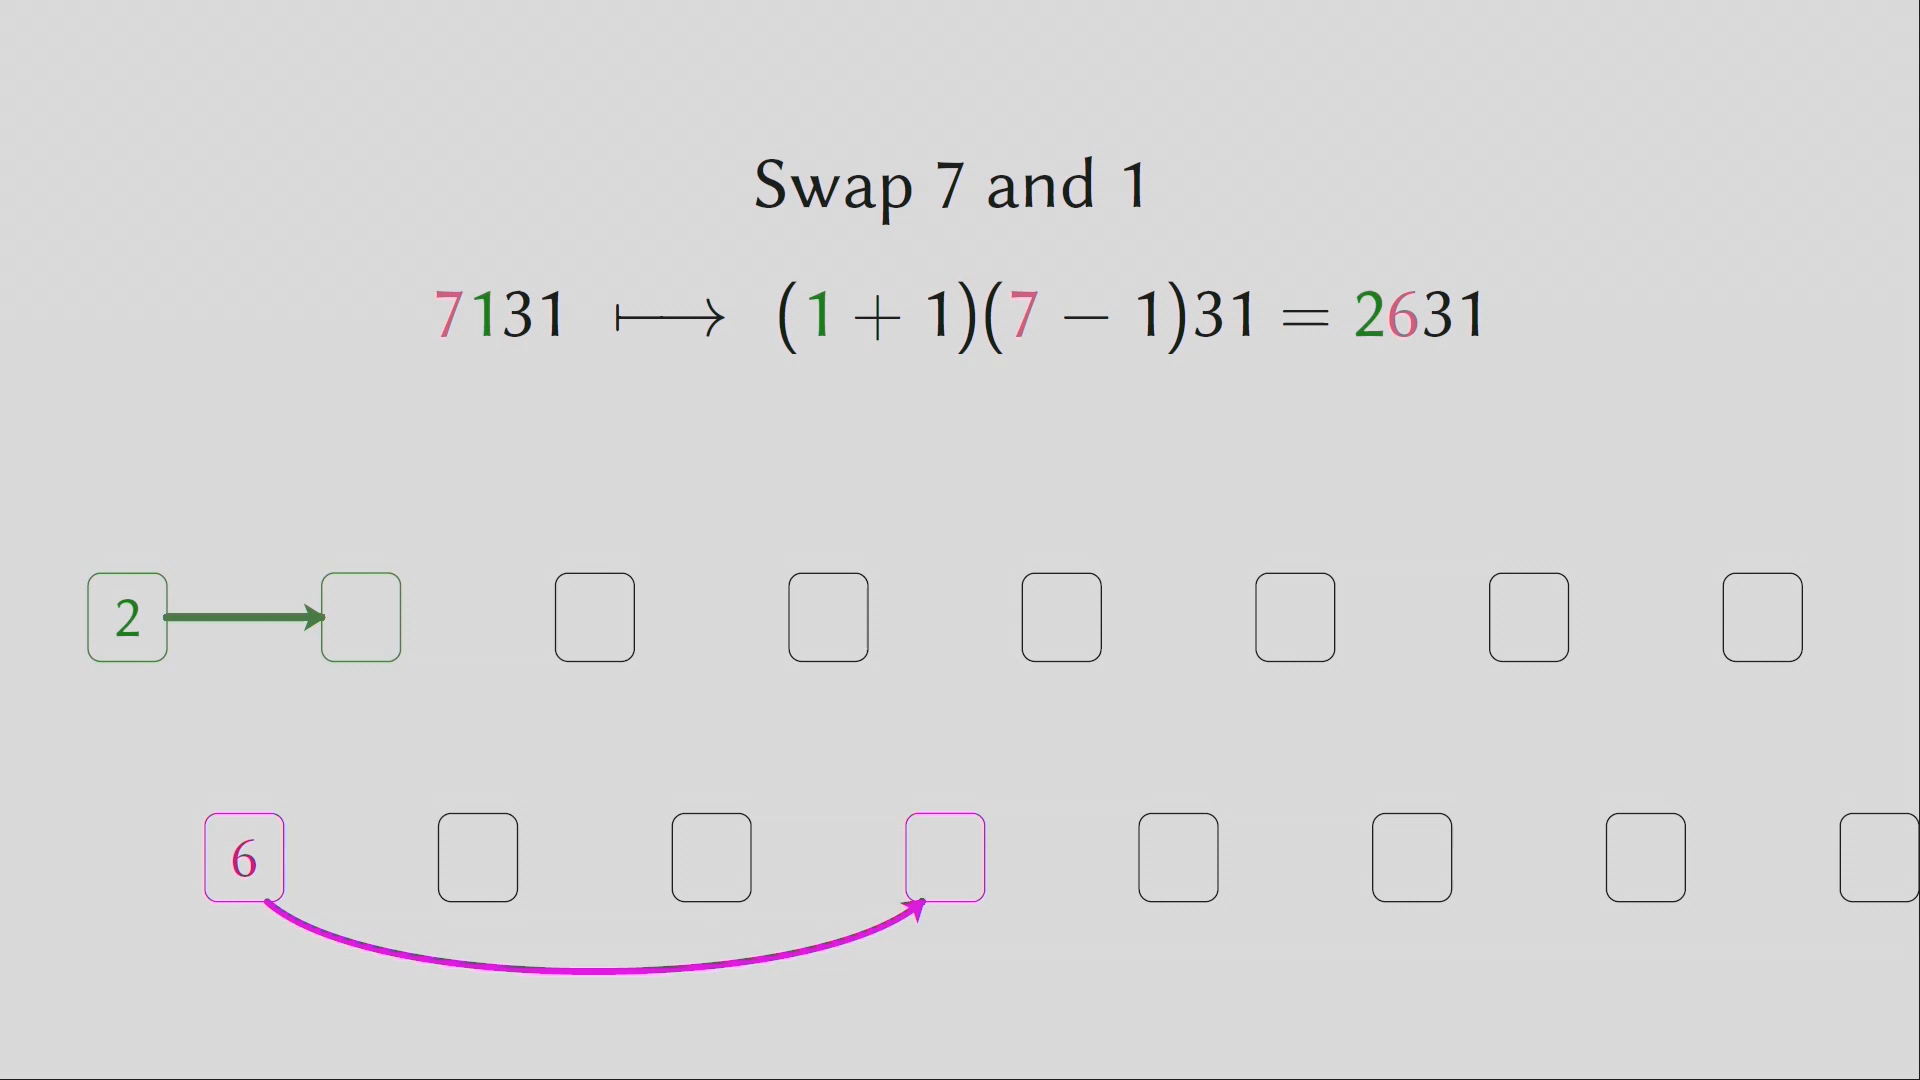 Swap 7 and 1
7131 ⟼ (1 + 1)(7 − 1)31 = 2631
2
6